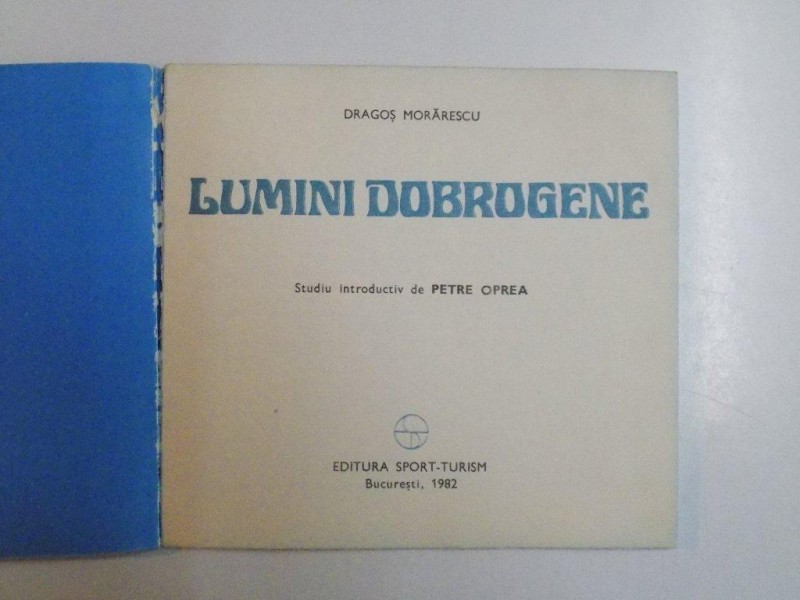 DRAGOȘ MORĂRESCU
LUMINI DOBROGENE
Studiu introductiv de PETRE OPREA
EDITURA SPORT-TURISM
București, 1982